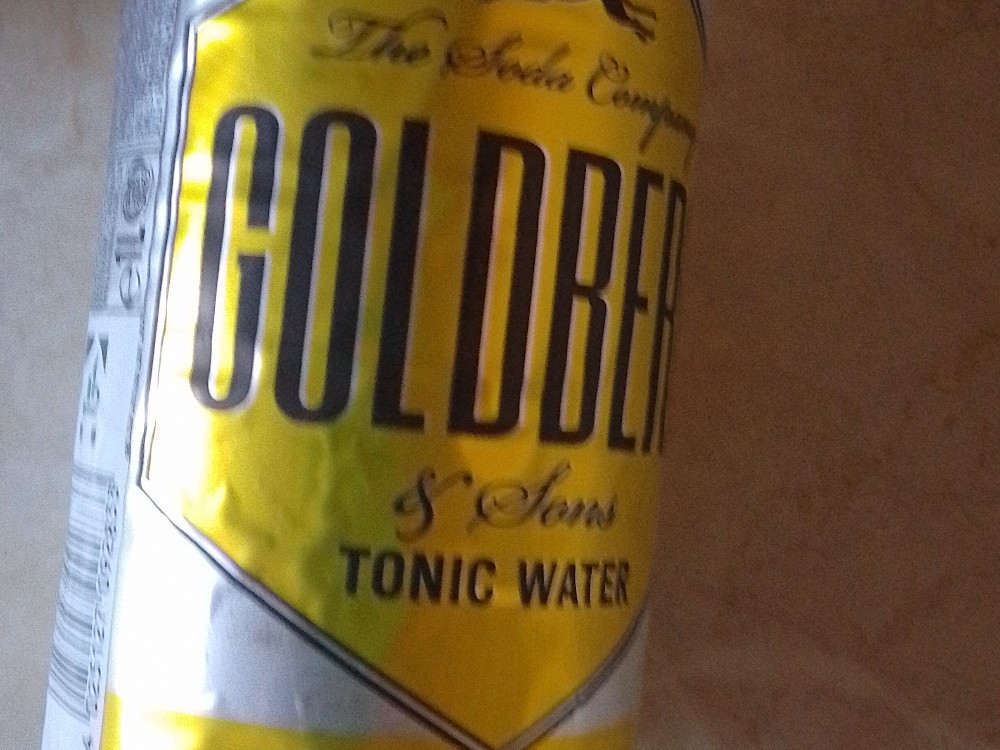 The Soda Company
GOLDBER
& Sons
TONIC WATER